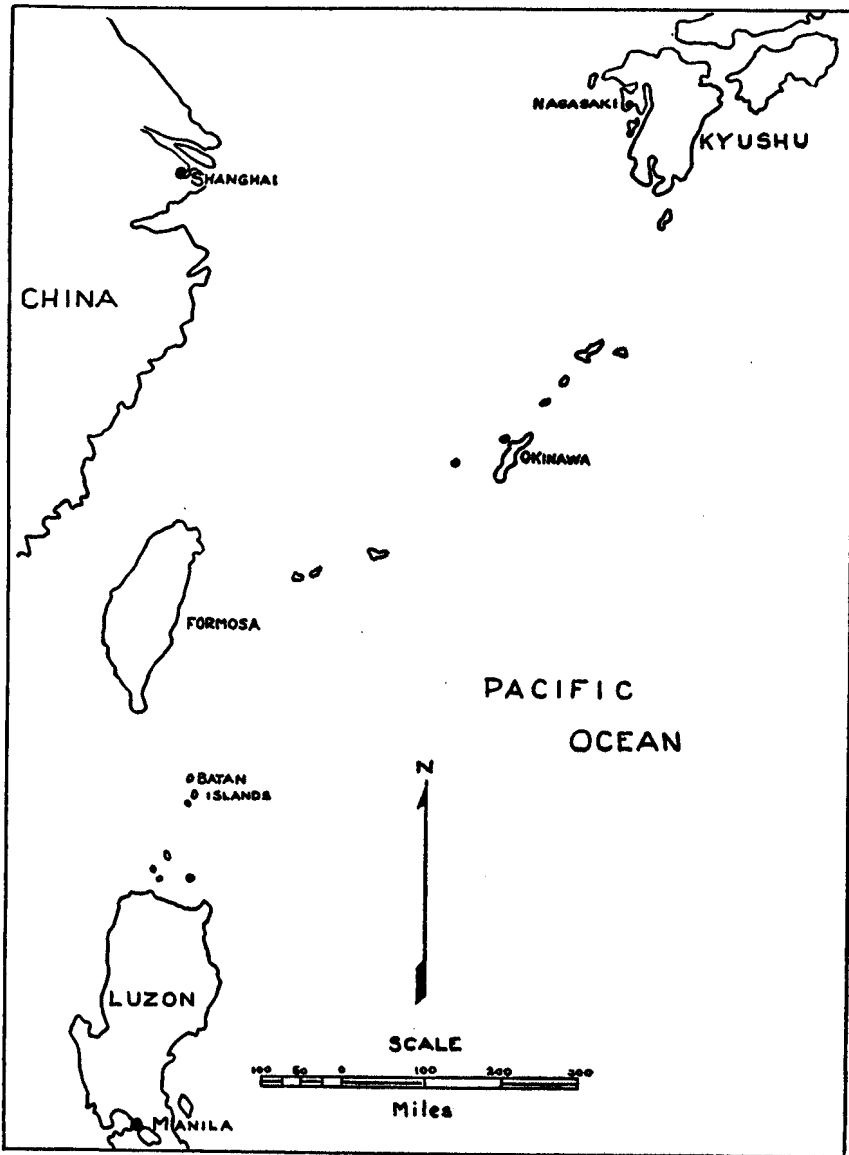 NAGASAKI
KYUSHU
SHANGHAI
CHINA
OKINAWA
FORMOSA
PACIFIC
OCEAN
N
BATAN
ISLANDS
LUZON
SCALE
100 50 0 100 200 300
Miles
MANILA